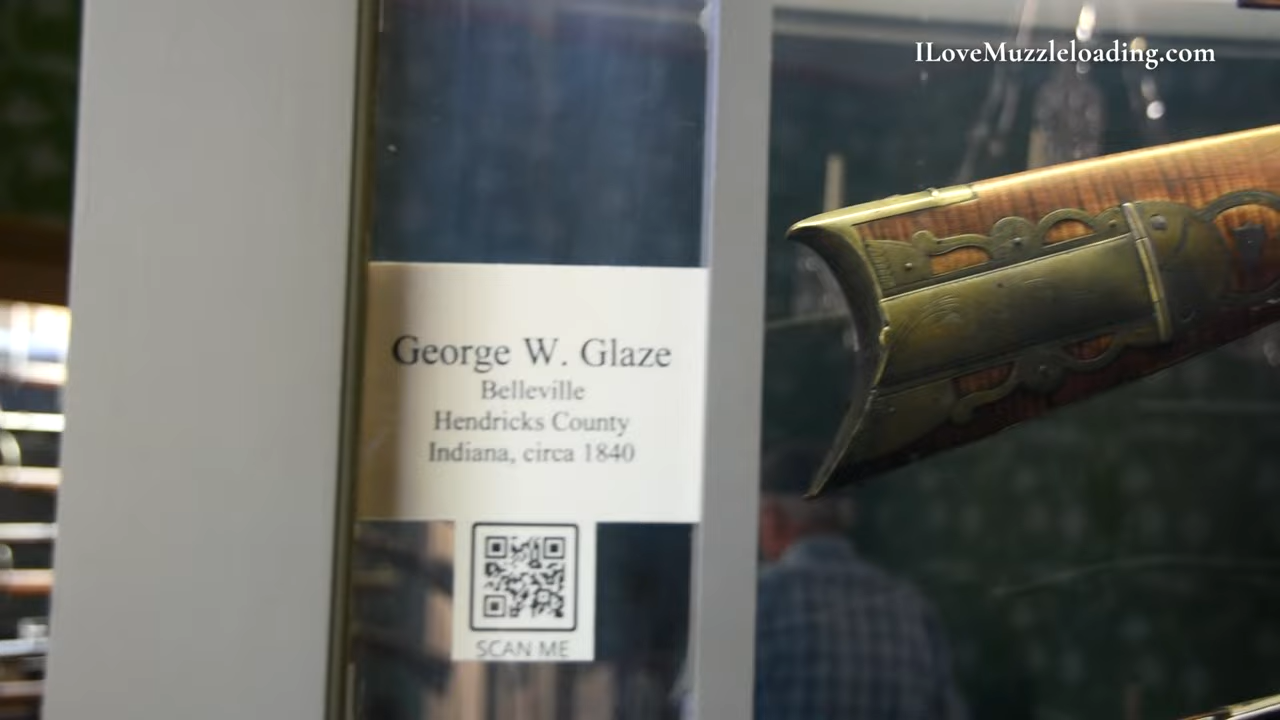 ILoveMuzzleloading.com
George W. Glaze
Belleville
Hendricks County
Indiana, circa 1840
SCAN ME